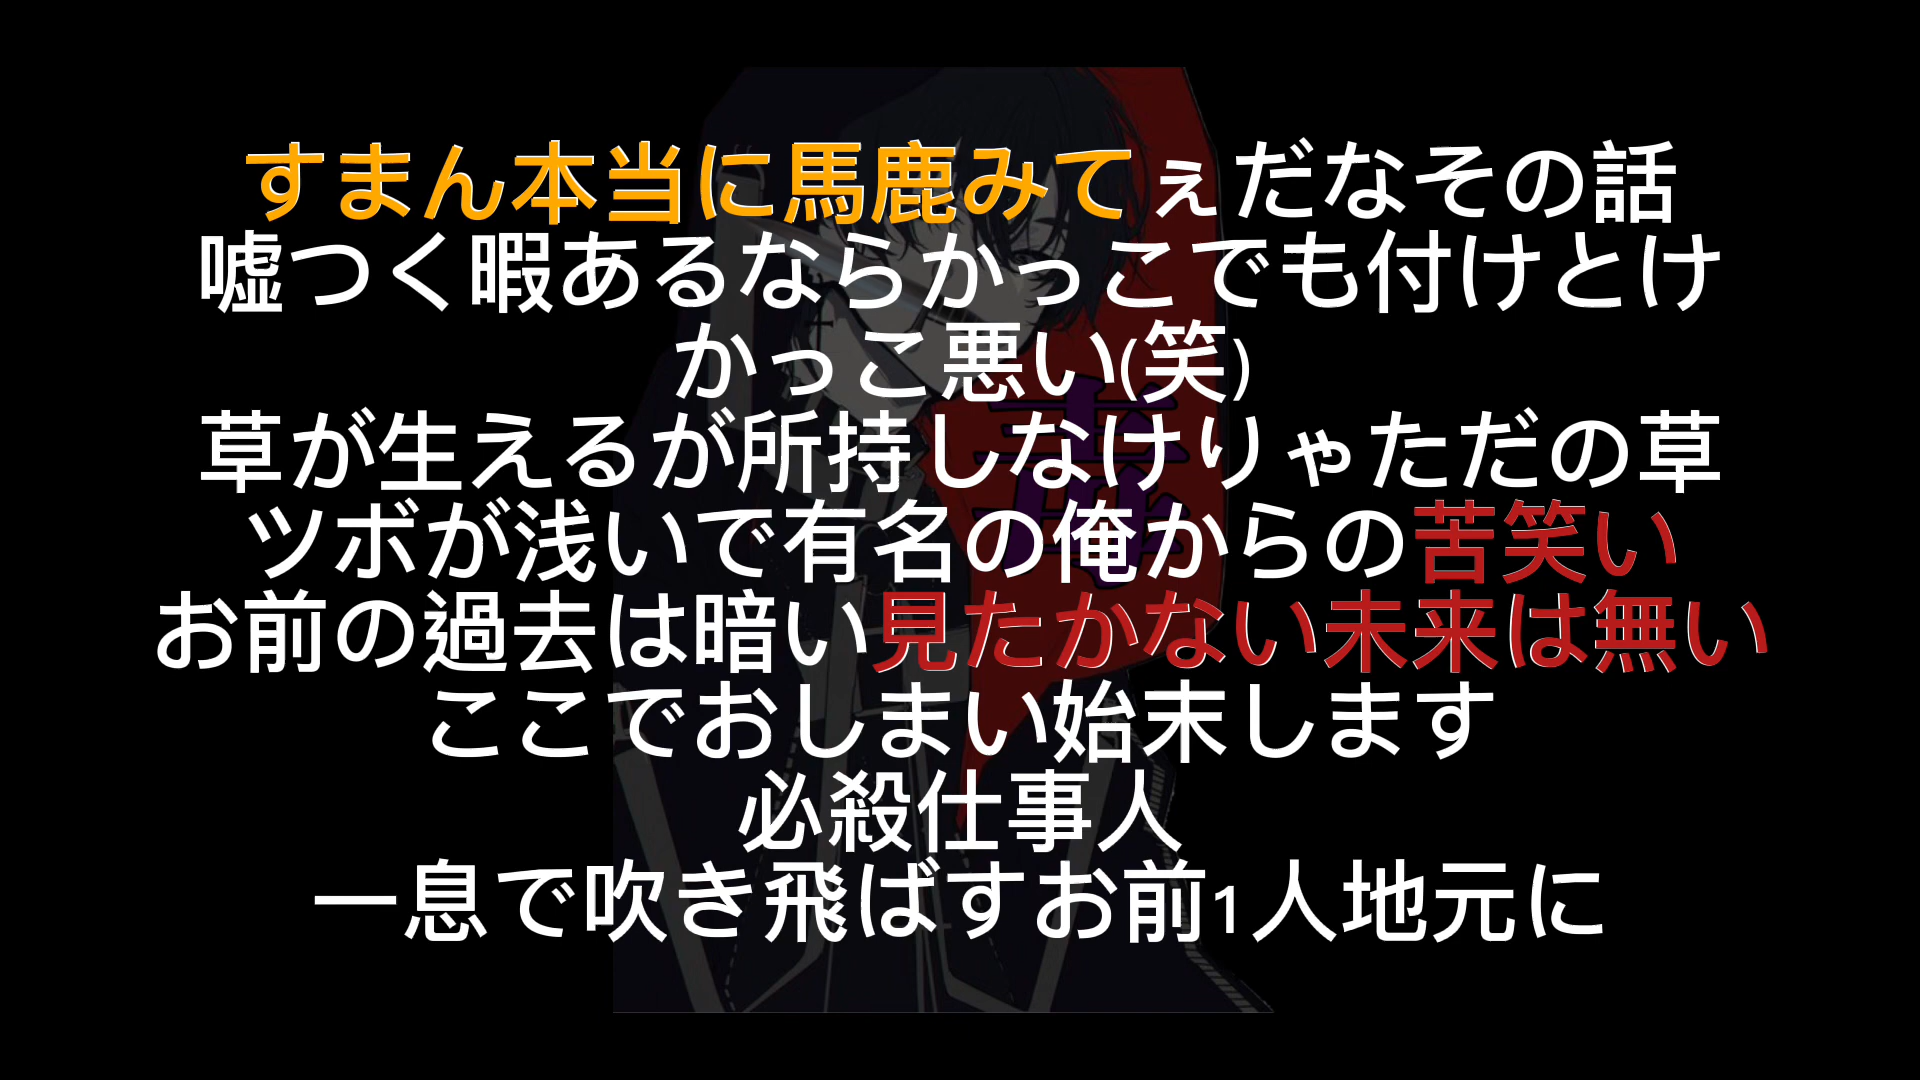 すまん本当に馬鹿みてぇだなその話
嘘つく暇あるならかっこでも付けとけ
かっこ悪い(笑)
草が生えるが所持しなけりゃただの草
ツボが浅いで有名の俺からの苦笑い
お前の過去は暗い見たかない未来は無い
ここでおしまい始末します
必殺仕事人
一息で吹き飛ばすお前1人地元に